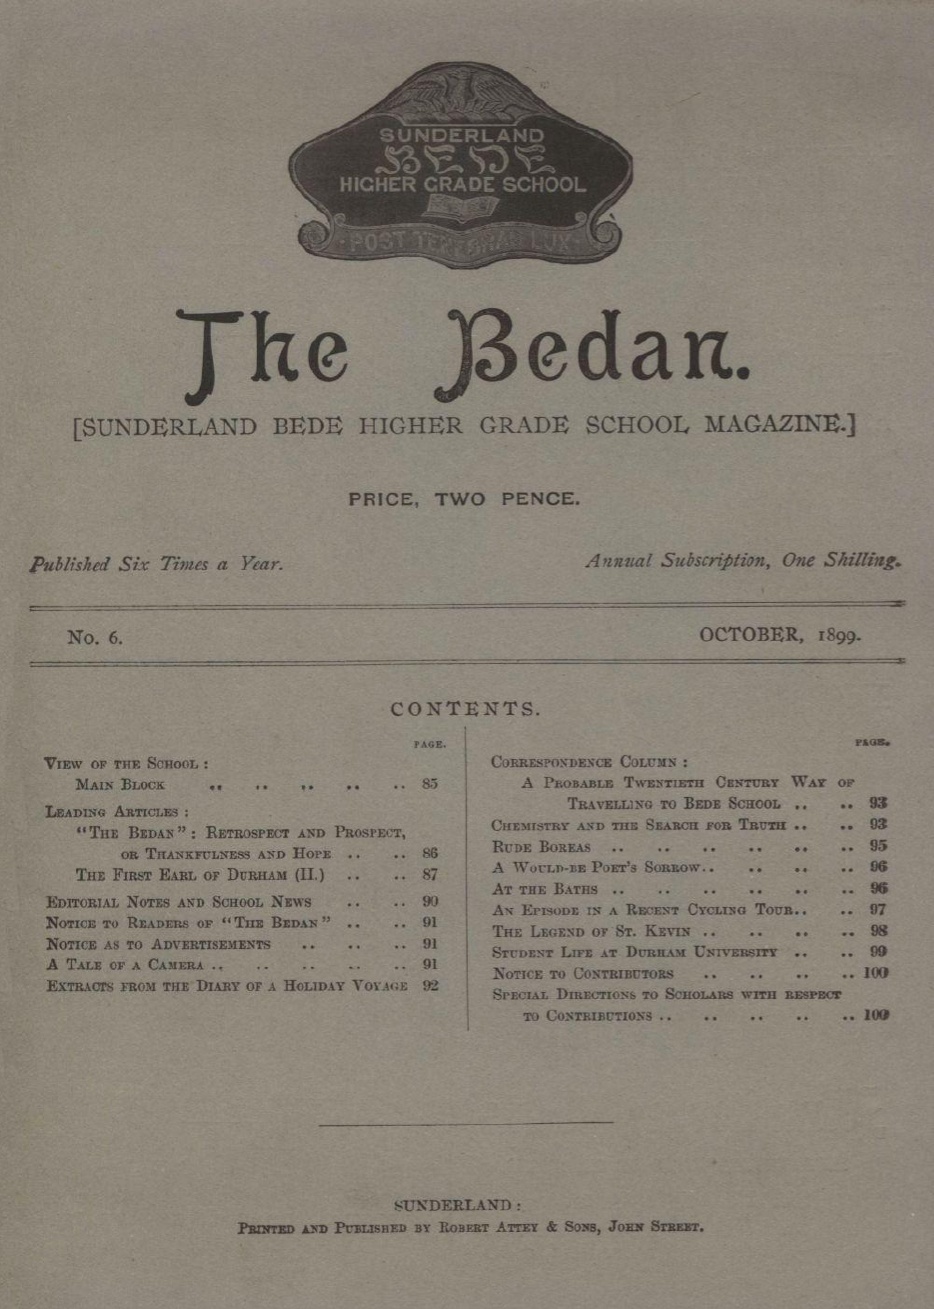 SUNDERLAND
BEDE
HIGHER GRADE SCHOOL
POST TENEBRAS LUX
The Bedan.
[SUNDERLAND BEDE HIGHER GRADE SCHOOL MAGAZINE.]
PRICE, TWO PENCE.
Published Six Times a Year.
Annual Subscription, One Shilling.
No. 6.
OCTOBER, 1899.
CONTENTS.
PAGE.
VIEW OF THE SCHOOL :
MAIN BLOCK .. .. .. .. .. 85
LEADING ARTICLES :
"THE BEDAN" : RETROSPECT AND PROSPECT,
OR THANKFULNESS AND HOPE .. .. 86
THE FIRST EARL OF DURHAM (II.) .. .. 87
EDITORIAL NOTES AND SCHOOL NEWS .. .. 90
NOTICE TO READERS OF "THE BEDAN" .. .. 91
NOTICE AS TO ADVERTISEMENTS .. .. .. 91
A TALE OF A CAMERA .. .. .. .. .. 91
EXTRACTS FROM THE DIARY OF A HOLIDAY VOYAGE 92
PAGE.
CORRESPONDENCE COLUMN :
A PROBABLE TWENTIETH CENTURY WAY OF
TRAVELLING TO BEDE SCHOOL .. .. 93
CHEMISTRY AND THE SEARCH FOR TRUTH .. .. 93
RUDE BOREAS .. .. .. .. .. .. 95
A WOULD-BE POET'S SORROW.. .. .. .. 96
AT THE BATHS .. .. .. .. .. .. 96
AN EPISODE IN A RECENT CYCLING TOUR.. .. 97
THE LEGEND OF ST. KEVIN .. .. .. .. 98
STUDENT LIFE AT DURHAM UNIVERSITY .. .. 99
NOTICE TO CONTRIBUTORS .. .. .. .. 100
SPECIAL DIRECTIONS TO SCHOLARS WITH RESPECT
TO CONTRIBUTIONS .. .. .. .. .. 100
SUNDERLAND :
PRINTED AND PUBLISHED BY ROBERT ATTEY & SONS, JOHN STREET.